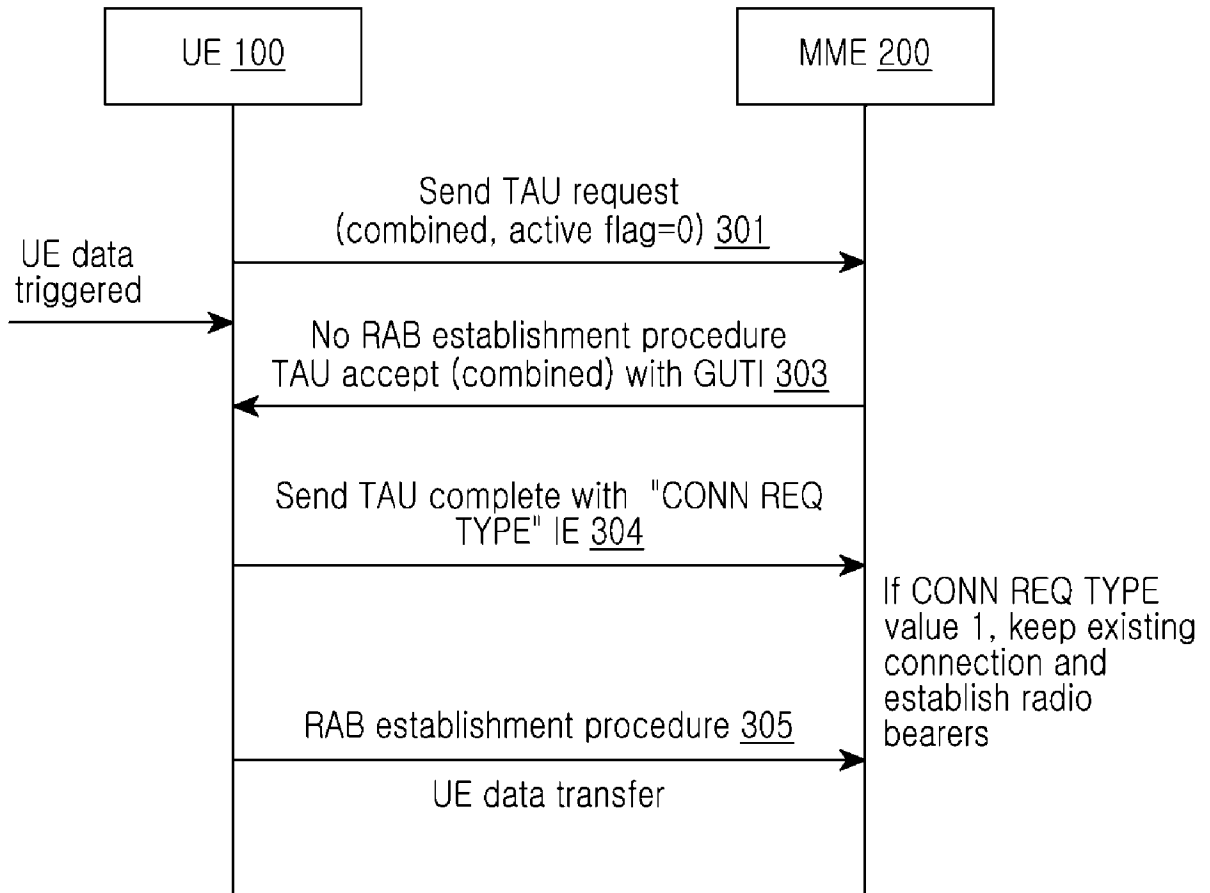 UE 100
MME 200
Send TAU request
(combined, active flag=0) 301
UE data
triggered
No RAB establishment procedure
TAU accept (combined) with GUTI 303
Send TAU complete with "CONN REQ
TYPE" IE 304
If CONN REQ TYPE
value 1, keep existing
connection and
establish radio
bearers
RAB establishment procedure 305
UE data transfer